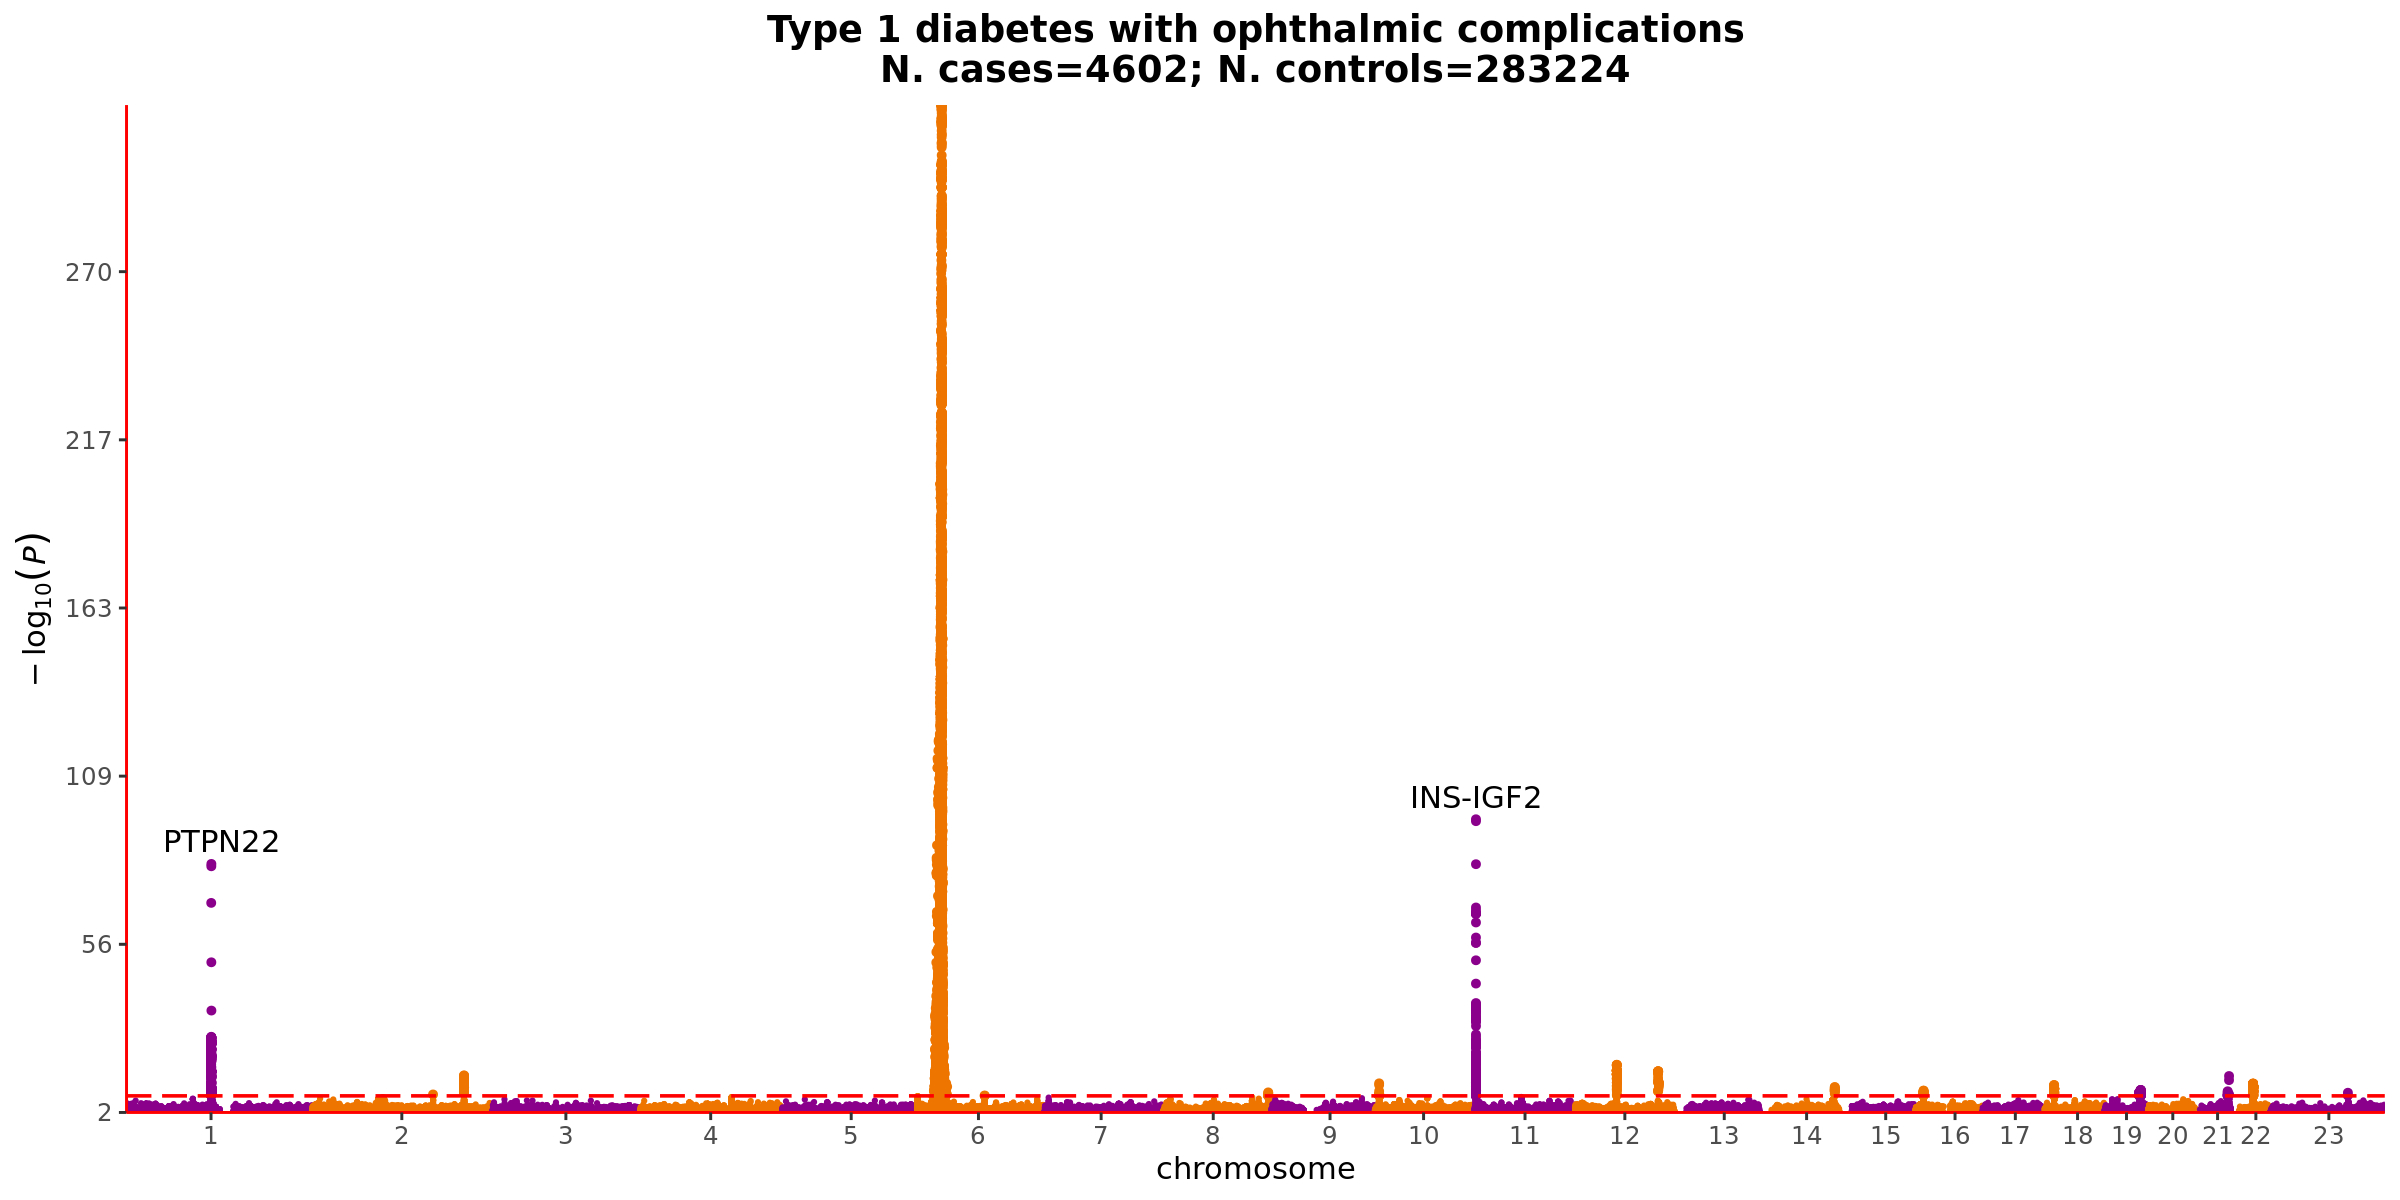 Type 1 diabetes with ophthalmic complications
N. cases=4602; N. controls=283224
−log10(P)
270
217
163
109
56
2
PTPN22
INS-IGF2
1 2 3 4 5 6 7 8 9 10 11 12 13 14 15 16 17 18 19 20 21 22 23
chromosome